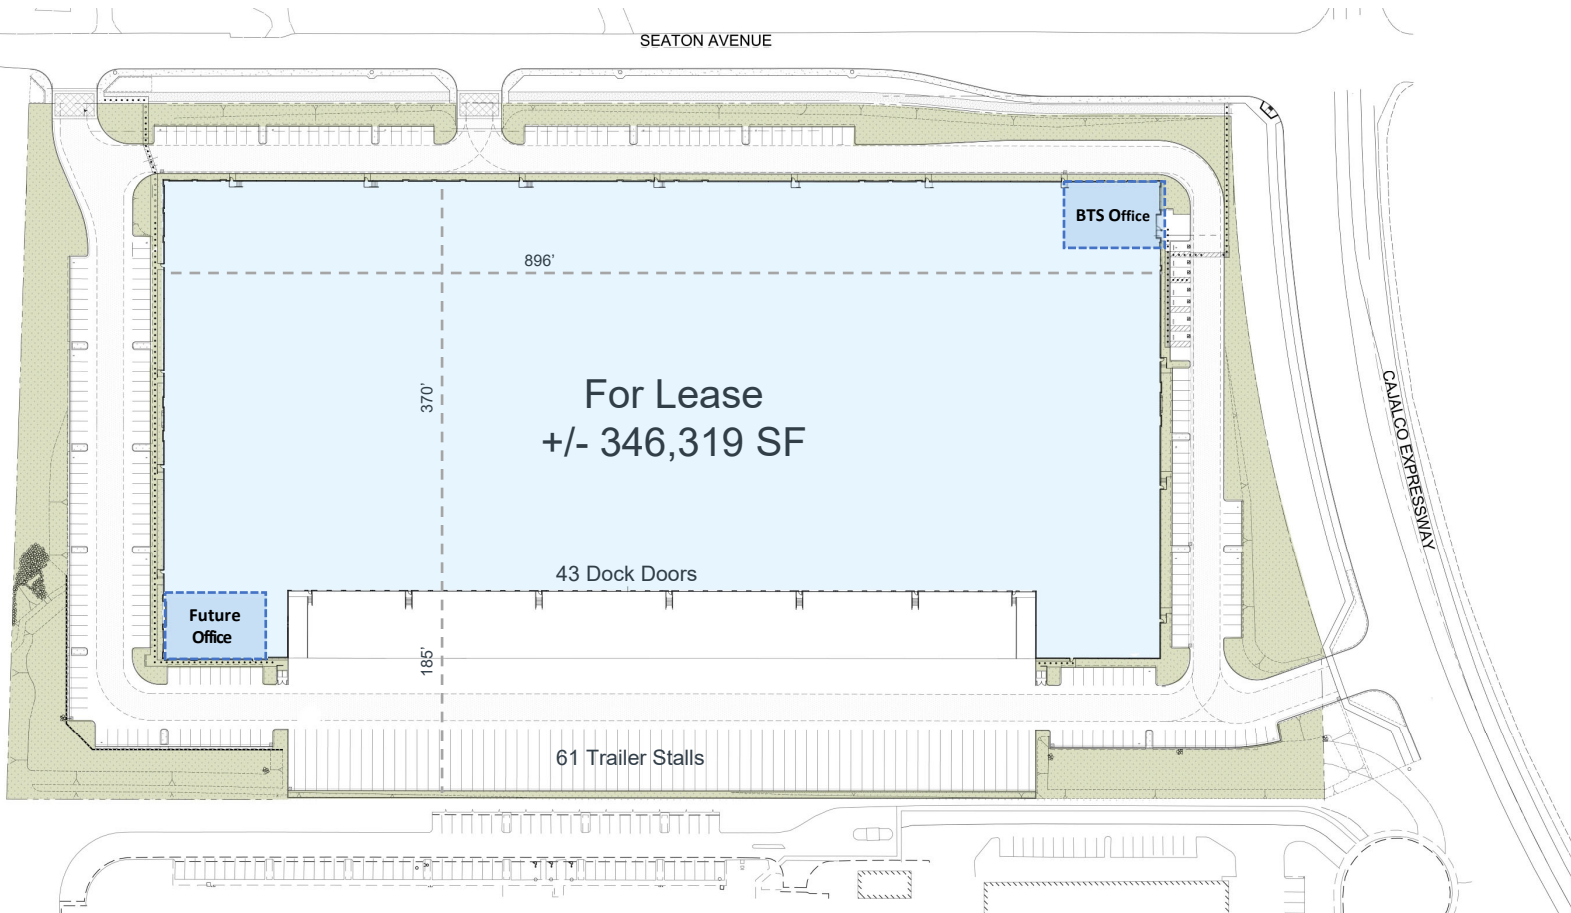 SEATON AVENUE
BTS Office
896'
370'
For Lease
+/- 346,319 SF
CAJALCO EXPRESSWAY
43 Dock Doors
Future
Office
185'
61 Trailer Stalls